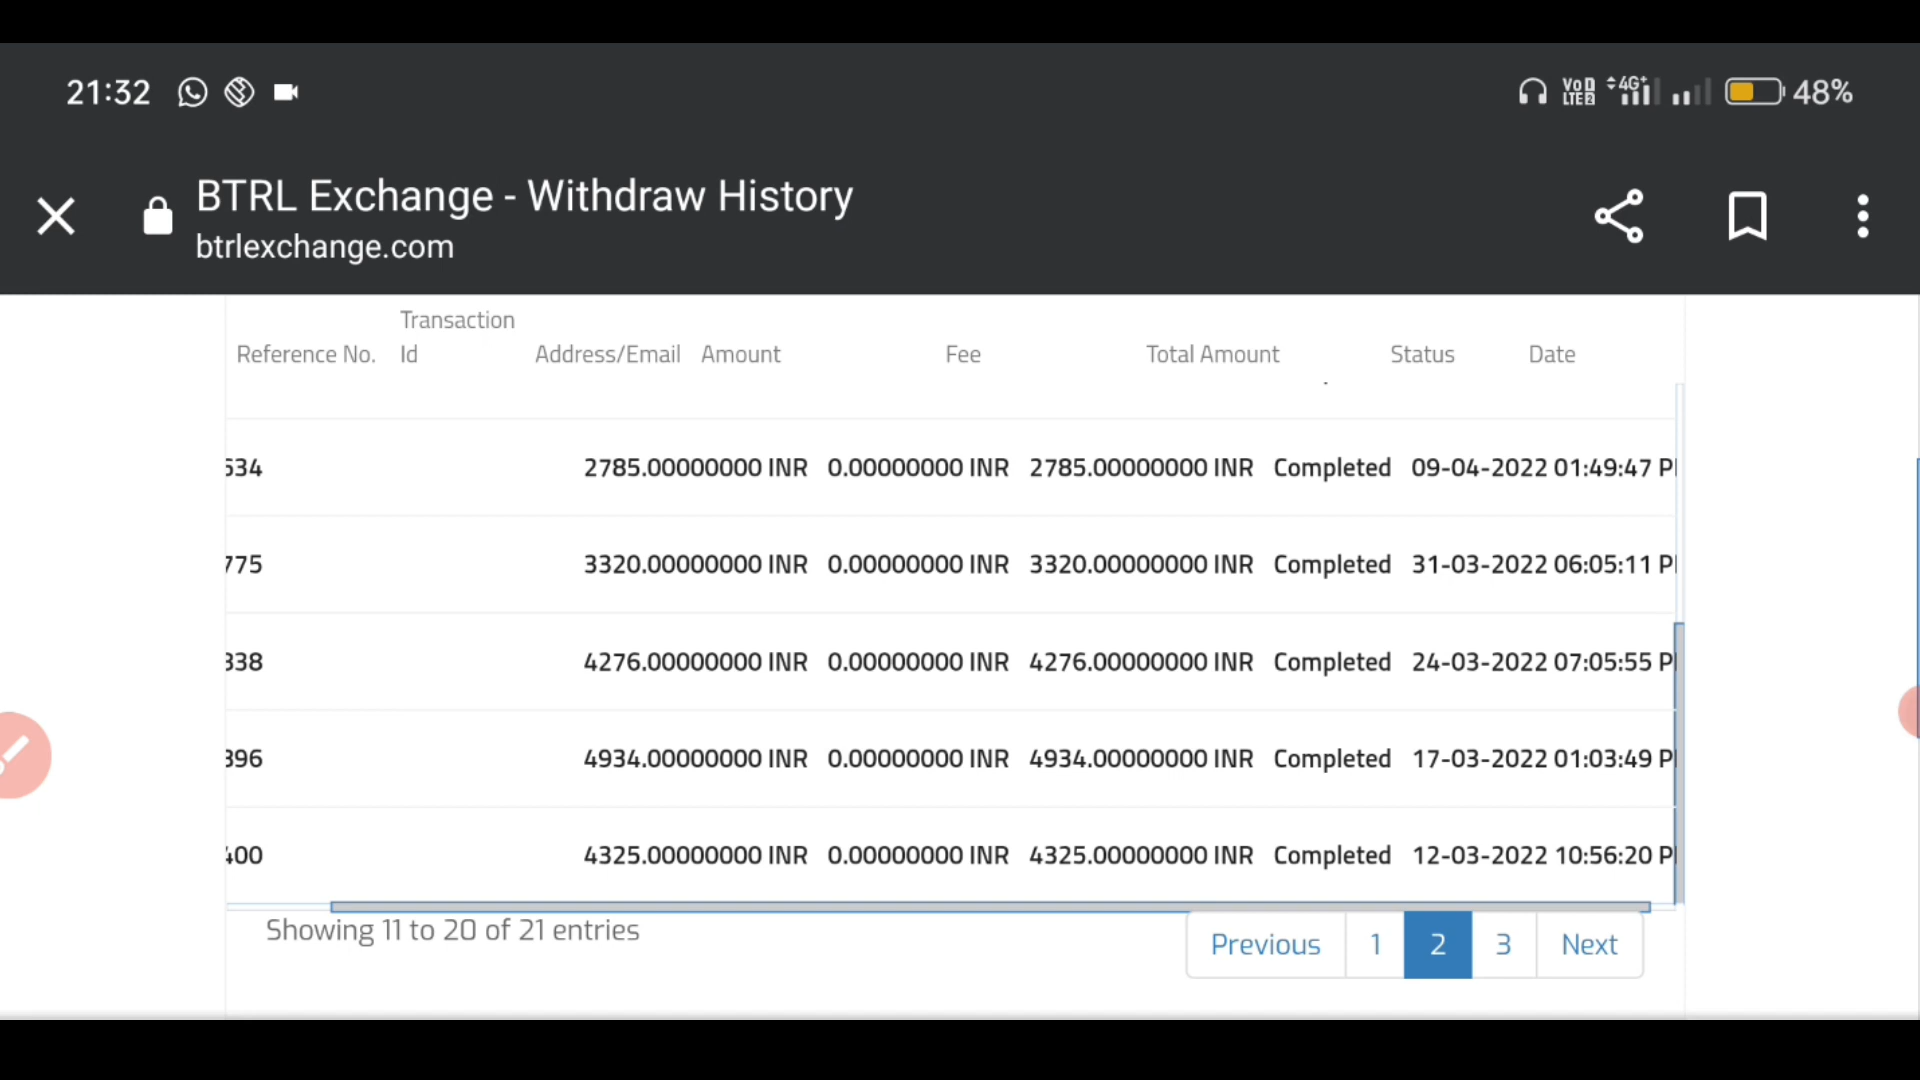 21:32 VoD LTE2 4G+ 48%
BTRL Exchange - Withdraw History
btrlexchange.com
Transaction
Reference No. Id Address/Email Amount Fee Total Amount Status Date
634 2785.00000000 INR 0.00000000 INR 2785.00000000 INR Completed 09-04-2022 01:49:47 P
775 3320.00000000 INR 0.00000000 INR 3320.00000000 INR Completed 31-03-2022 06:05:11 P
338 4276.00000000 INR 0.00000000 INR 4276.00000000 INR Completed 24-03-2022 07:05:55 P
396 4934.00000000 INR 0.00000000 INR 4934.00000000 INR Completed 17-03-2022 01:03:49 P
400 4325.00000000 INR 0.00000000 INR 4325.00000000 INR Completed 12-03-2022 10:56:20 P
Showing 11 to 20 of 21 entries
Previous 1 2 3 Next